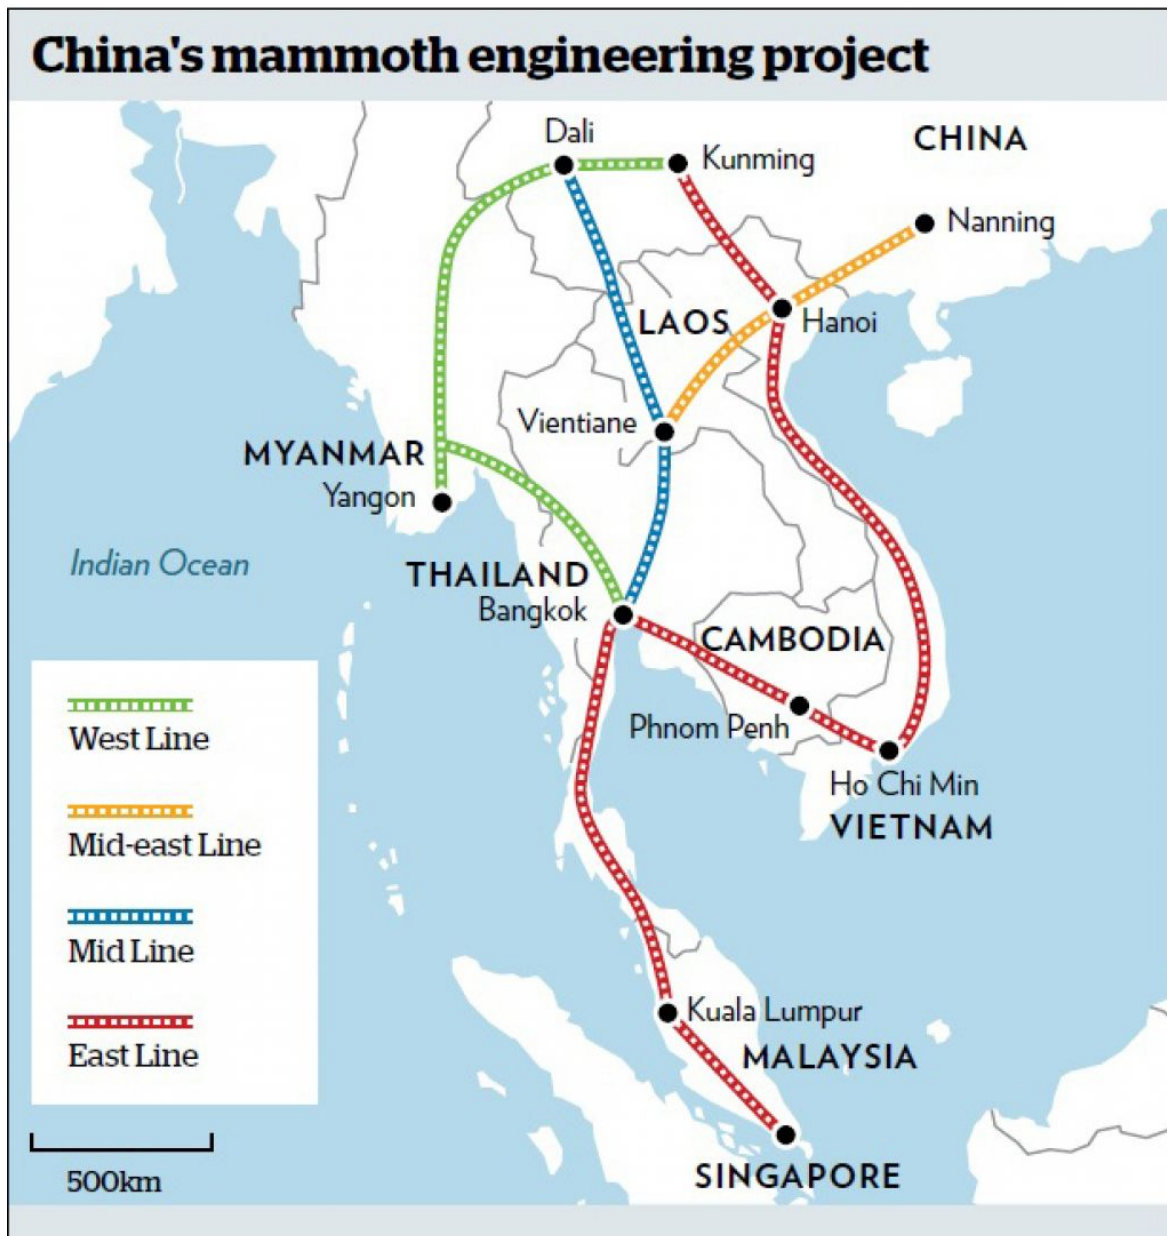 China's mammoth engineering project
Dali
Kunming
CHINA
Nanning
LAOS
Hanoi
Vientiane
MYANMAR
Yangon
Indian Ocean
THAILAND
Bangkok
CAMBODIA
Phnom Penh
Ho Chi Min
VIETNAM
West Line
Mid-east Line
Mid Line
East Line
Kuala Lumpur
MALAYSIA
SINGAPORE
500km